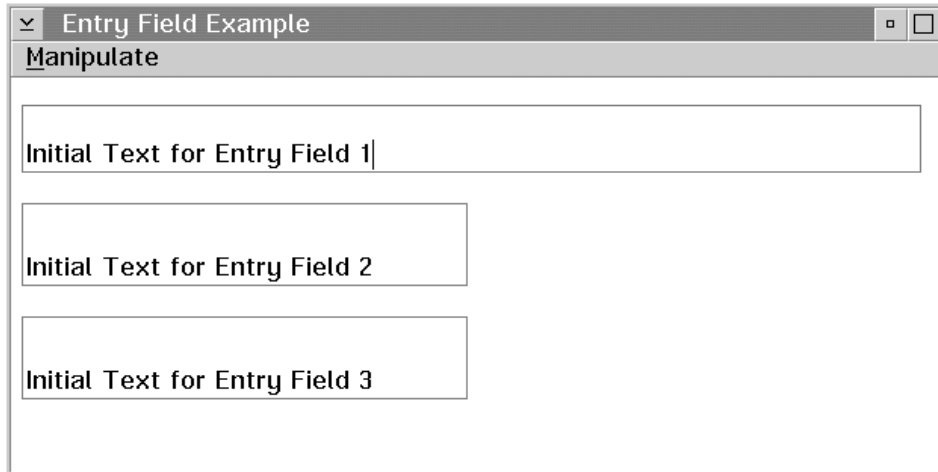 Entry Field Example
Manipulate
Initial Text for Entry Field 1
Initial Text for Entry Field 2
Initial Text for Entry Field 3